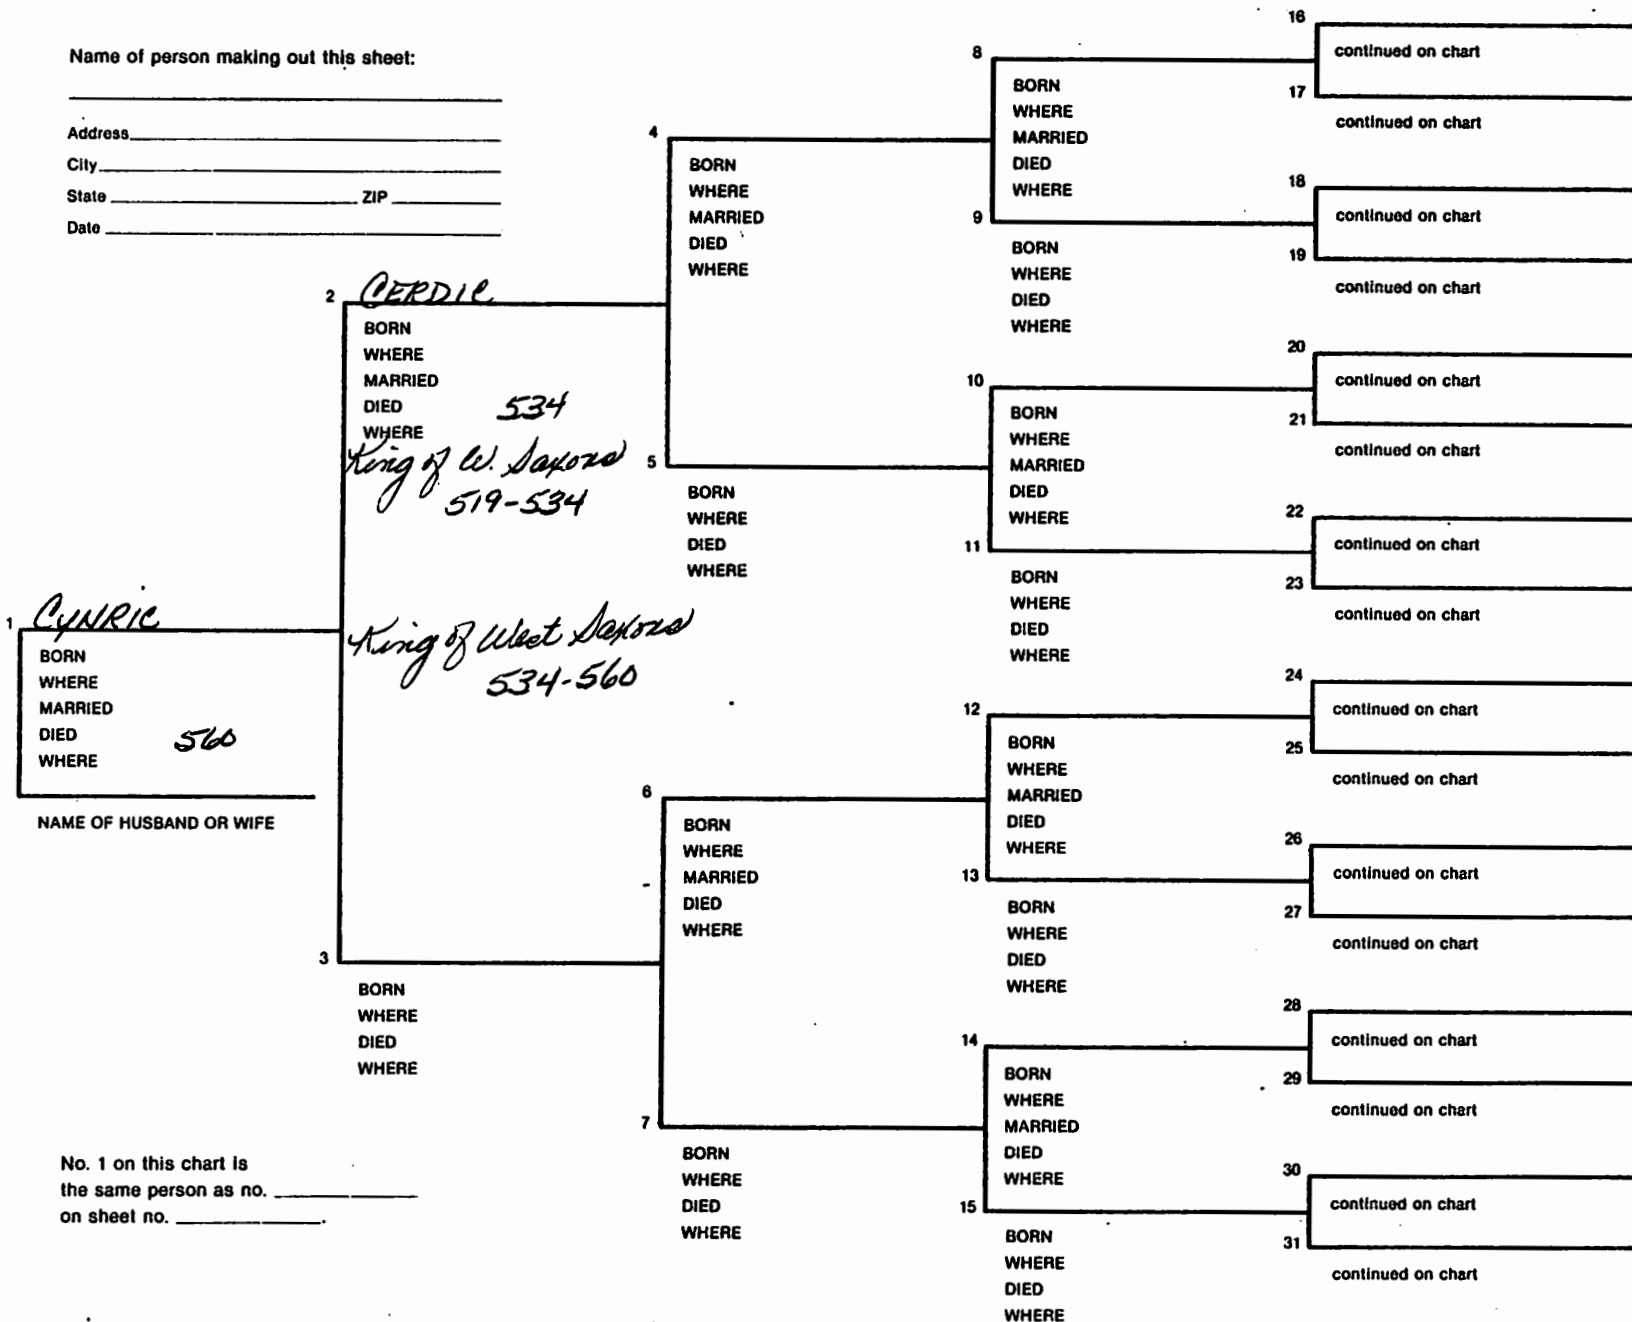 Name of person making out this sheet:
Address
City
State ZIP
Date
1 CYNRIC
BORN
WHERE
MARRIED
DIED 560
WHERE
NAME OF HUSBAND OR WIFE
King of West Saxons
534-560
No. 1 on this chart is
the same person as no.
on sheet no. .
2 CERDIC
BORN
WHERE
MARRIED
DIED 534
WHERE
King of W. Saxons
519-534
3
BORN
WHERE
DIED
WHERE
4
BORN
WHERE
MARRIED
DIED
WHERE
5
BORN
WHERE
DIED
WHERE
6
BORN
WHERE
MARRIED
DIED
WHERE
7
BORN
WHERE
DIED
WHERE
8
BORN
WHERE
MARRIED
DIED
WHERE
9
BORN
WHERE
DIED
WHERE
10
BORN
WHERE
MARRIED
DIED
WHERE
11
BORN
WHERE
DIED
WHERE
12
BORN
WHERE
MARRIED
DIED
WHERE
13
BORN
WHERE
DIED
WHERE
14
BORN
WHERE
MARRIED
DIED
WHERE
15
BORN
WHERE
DIED
WHERE
16
continued on chart
17
continued on chart
18
continued on chart
19
continued on chart
20
continued on chart
21
continued on chart
22
continued on chart
23
continued on chart
24
continued on chart
25
continued on chart
26
continued on chart
27
continued on chart
28
continued on chart
29
continued on chart
30
continued on chart
31
continued on chart